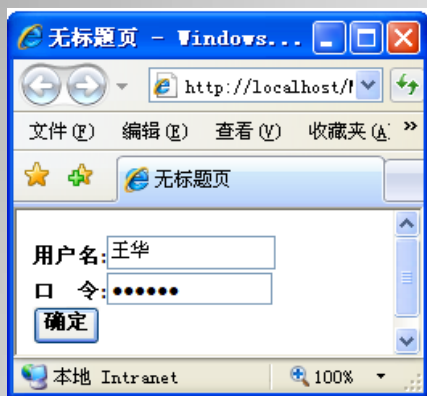 无标题页 - Windows...
http://localhost/
文件(F) 编辑(E) 查看(V) 收藏夹(A) »
无标题页
用户名:王华
口 令:●●●●●●
确定
本地 Intranet 100%